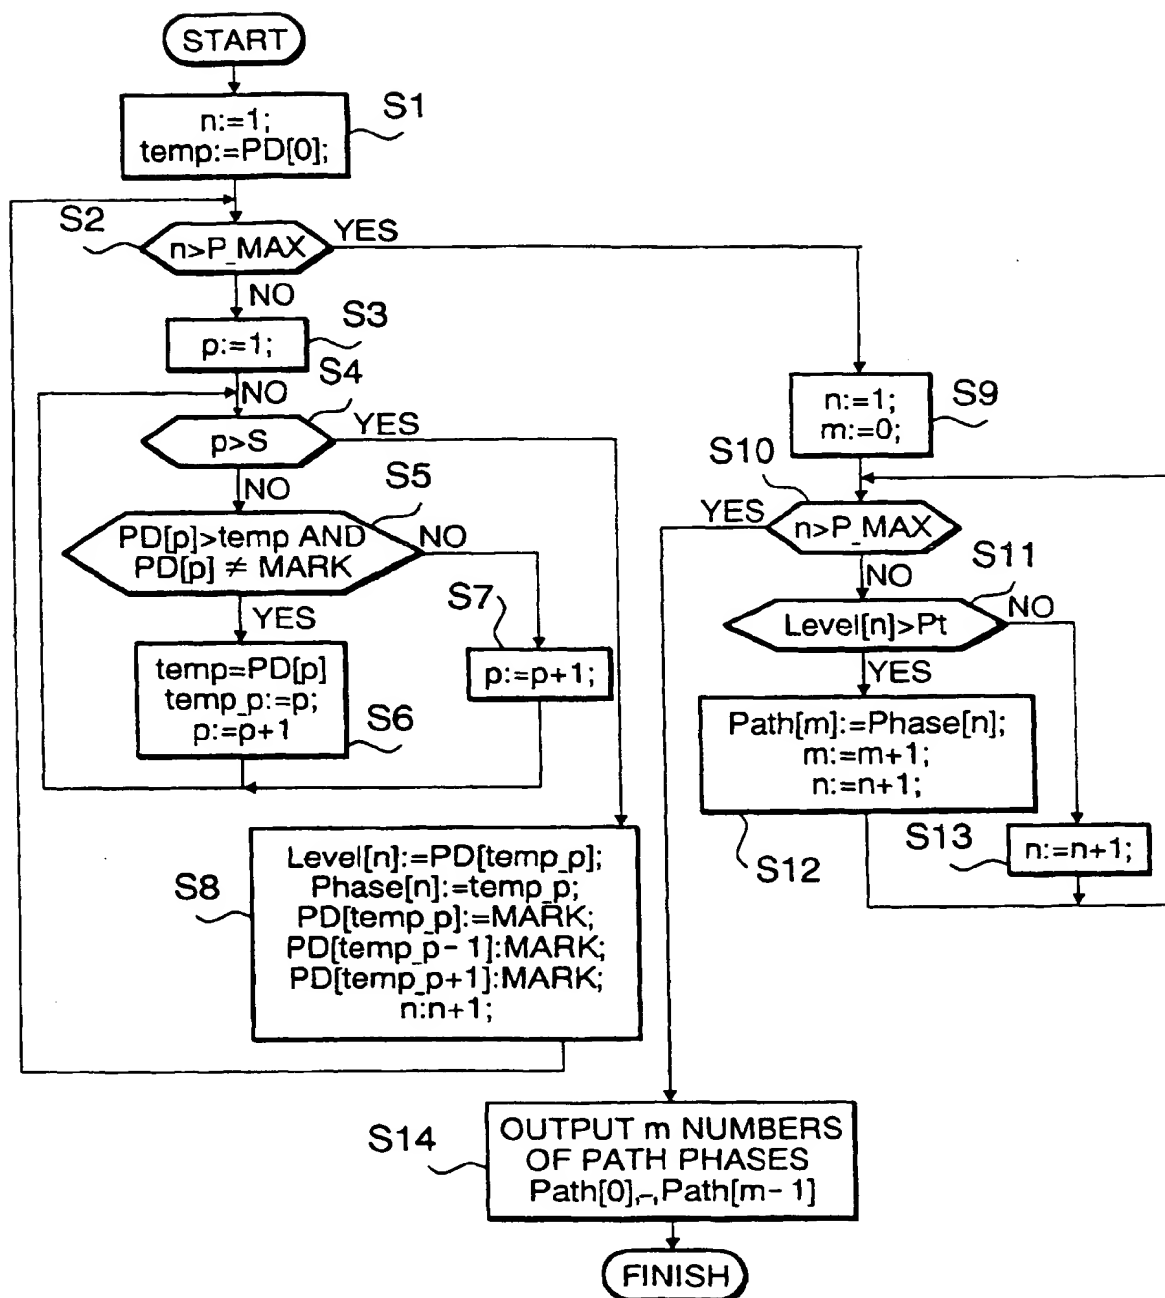 START
S1
n:=1;
temp:=PD[0];
S2
n>P_MAX
YES
NO
S3
p:=1;
NO
S4
p>S
YES
NO
S5
PD[p]>temp AND
PD[p] ≠ MARK
NO
YES
S7
p:=p+1;
temp=PD[p]
temp_p:=p;
p:=p+1
S6
S8
Level[n]:=PD[temp_p];
Phase[n]:=temp_p;
PD[temp_p]:=MARK;
PD[temp_p-1]:MARK;
PD[temp_p+1]:MARK;
n:n+1;
S9
n:=1;
m:=0;
S10
YES
n>P_MAX
NO
S11
Level[n]>Pt
NO
YES
Path[m]:=Phase[n];
m:=m+1;
n:=n+1;
S12
S13
n:=n+1;
S14
OUTPUT m NUMBERS
OF PATH PHASES
Path[0],–,Path[m-1]
FINISH